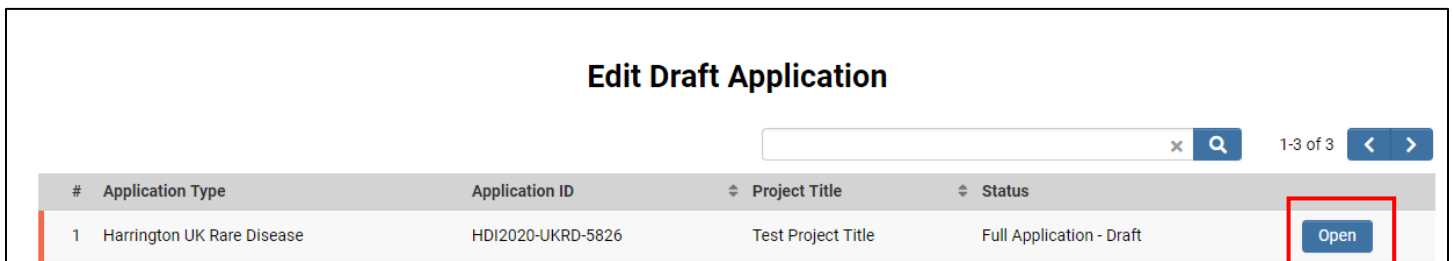 Edit Draft Application
1-3 of 3
# Application Type Application ID Project Title Status
1 Harrington UK Rare Disease HDI2020-UKRD-5826 Test Project Title Full Application - Draft Open